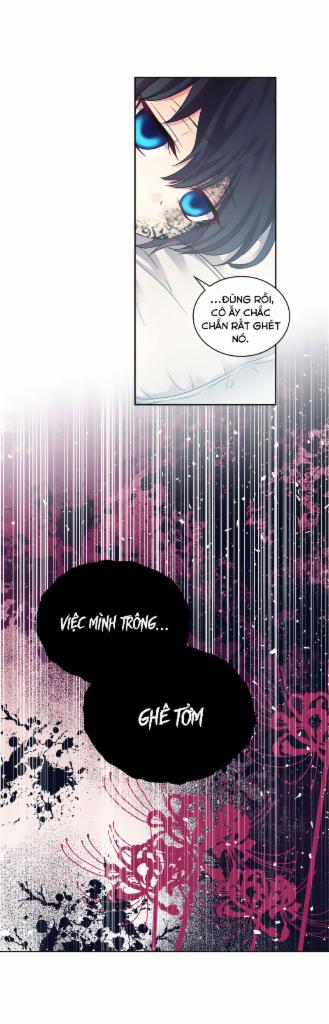 ...ĐÚNG RỒI,
CÔ ẤY CHẮC
CHẮN RẤT GHÉT
NÓ.
VIỆC MÌNH TRÔNG...
GHÊ TỞM